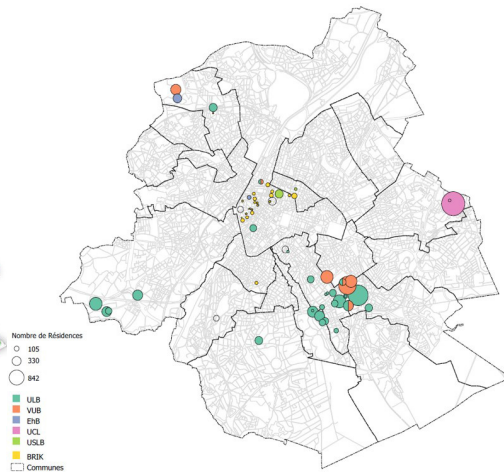 Nombre de Résidences
105
330
842
ULB
VUB
EhB
UCL
USLB
BRIK
Communes